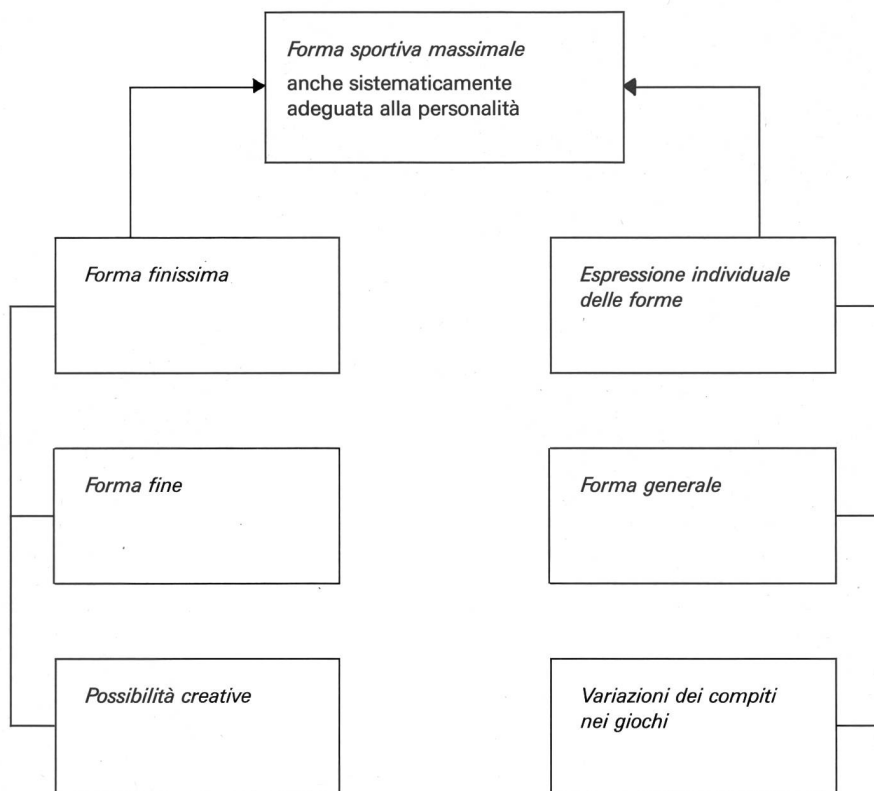 Forma sportiva massimale
anche sistematicamente
adeguata alla personalità
Forma finissima
Espressione individuale
delle forme
Forma fine
Forma generale
Possibilità creative
Variazioni dei compiti
nei giochi